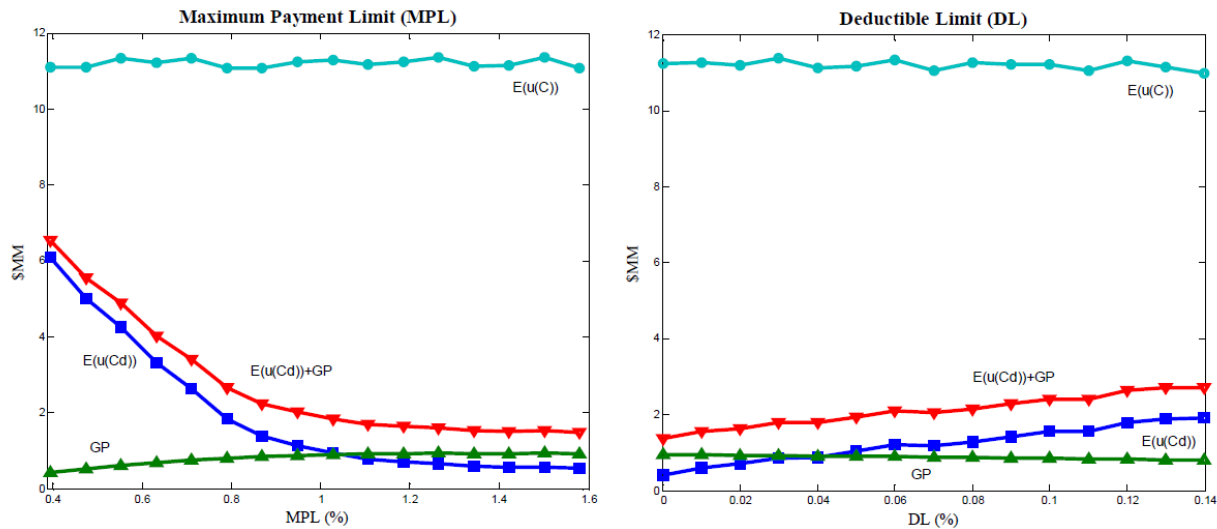 Maximum Payment Limit (MPL)
12
10
8
6
4
2
0
$MM
E(u(C))
E(u(Cd))
E(u(Cd))+GP
GP
0.4 0.6 0.8 1 1.2 1.4 1.6
MPL (%)
Deductible Limit (DL)
12
10
8
6
4
2
0
$MM
E(u(C))
E(u(Cd))+GP
E(u(Cd))
GP
0 0.02 0.04 0.06 0.08 0.1 0.12 0.14
DL (%)